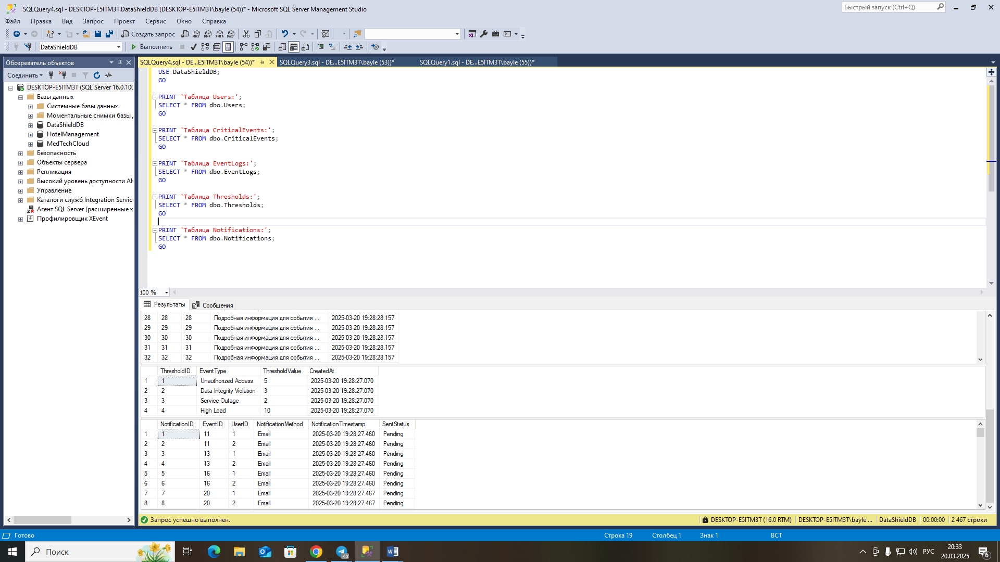 SQLQuery4.sql - DESKTOP-E5ITM3T.DataShieldDB (DESKTOP-E5ITM3T\bayle (54))* - Microsoft SQL Server Management Studio
Быстрый запуск (Ctrl+Q)
Файл Правка Вид Запрос Проект Сервис Окно Справка
Создать запрос MDX DMX XMLA DAX
DataShieldDB Выполнить
Обозреватель объектов
SQLQuery4.sql - DE...E5ITM3T\bayle (54))* SQLQuery3.sql - DE...E5ITM3T\bayle (53))* SQLQuery1.sql - DE...E5ITM3T\bayle (55))*
Соединить
DESKTOP-E5ITM3T (SQL Server 16.0.100
Базы данных
Системные базы данных
Моментальные снимки базы
DataShieldDB
HotelManagement
MedTechCloud
Безопасность
Объекты сервера
Репликация
Высокий уровень доступности Al
Управление
Каталоги служб Integration Servic
Агент SQL Server (расширенные х
Профилировщик XEvent
USE DataShieldDB;
GO
PRINT 'Таблица Users:';
SELECT * FROM dbo.Users;
GO
PRINT 'Таблица CriticalEvents:';
SELECT * FROM dbo.CriticalEvents;
GO
PRINT 'Таблица EventLogs:';
SELECT * FROM dbo.EventLogs;
GO
PRINT 'Таблица Thresholds:';
SELECT * FROM dbo.Thresholds;
GO
PRINT 'Таблица Notifications:';
SELECT * FROM dbo.Notifications;
GO
100 %
Результаты Сообщения
28 28 28 Подробная информация для события ... 2025-03-20 19:28:28.157
29 29 29 Подробная информация для события ... 2025-03-20 19:28:28.157
30 30 30 Подробная информация для события ... 2025-03-20 19:28:28.157
31 31 31 Подробная информация для события ... 2025-03-20 19:28:28.157
32 32 32 Подробная информация для события ... 2025-03-20 19:28:28.157
ThresholdID EventType ThresholdValue CreatedAt
1 1 Unauthorized Access 5 2025-03-20 19:28:27.070
2 2 Data Integrity Violation 3 2025-03-20 19:28:27.070
3 3 Service Outage 2 2025-03-20 19:28:27.070
4 4 High Load 10 2025-03-20 19:28:27.070
NotificationID EventID UserID NotificationMethod NotificationTimestamp SentStatus
1 1 11 1 Email 2025-03-20 19:28:27.460 Pending
2 2 11 2 Email 2025-03-20 19:28:27.460 Pending
3 3 13 1 Email 2025-03-20 19:28:27.460 Pending
4 4 13 2 Email 2025-03-20 19:28:27.460 Pending
5 5 16 1 Email 2025-03-20 19:28:27.460 Pending
6 6 16 2 Email 2025-03-20 19:28:27.460 Pending
7 7 20 1 Email 2025-03-20 19:28:27.467 Pending
8 8 20 2 Email 2025-03-20 19:28:27.467 Pending
Запрос успешно выполнен. DESKTOP-E5ITM3T (16.0 RTM) DESKTOP-E5ITM3T\bayle ... DataShieldDB 00:00:00 2 467 строки
Готово Строка 19 Столбец 1 Знак 1 ВСТ
Поиск .60 РУС 20:33
20.03.2025 6